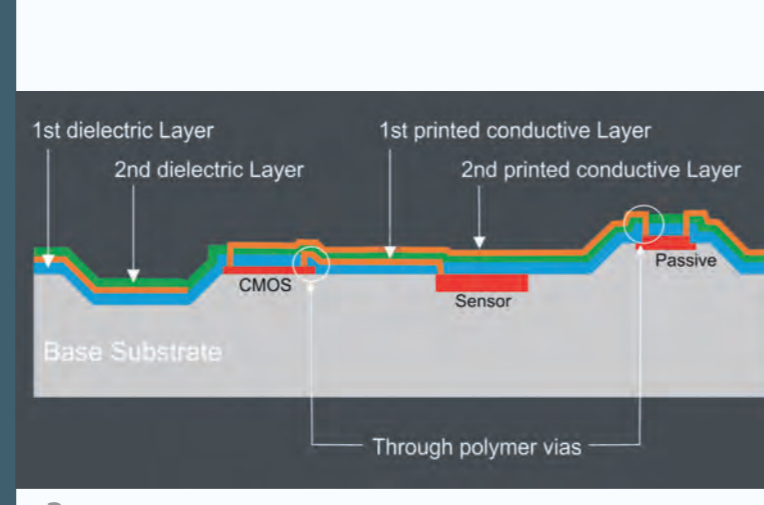 1st dielectric Layer
1st printed conductive Layer
2nd dielectric Layer
2nd printed conductive Layer
CMOS
Sensor
Passive
Base Substrate
Through polymer vias